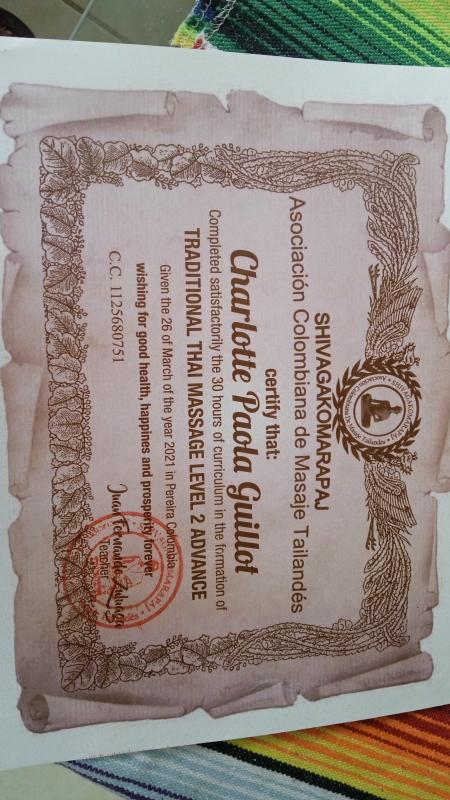 SHIVAGAKOMARAPAJ
Asociación Colombiana de Masaje Tailandés
certify that:
Charlotte Paola Guillot
Completed satisfactorily the 30 hours of curriculum in the formation of
TRADITIONAL THAI MASSAGE LEVEL 2 ADVANCE
Given the 26 of March of the year 2021 in Pereira Colombia
wishing for good health, happines and prosperity forever
C.C. 1125680751
Juan Fernando
Teacher